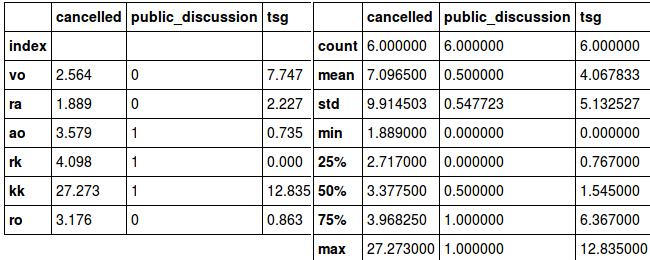 cancelled public_discussion tsg
index
vo 2.564 0 7.747
ra 1.889 0 2.227
ao 3.579 1 0.735
rk 4.098 1 0.000
kk 27.273 1 12.835
ro 3.176 0 0.863
cancelled public_discussion tsg
count 6.000000 6.000000 6.000000
mean 7.096500 0.500000 4.067833
std 9.914503 0.547723 5.132527
min 1.889000 0.000000 0.000000
25% 2.717000 0.000000 0.767000
50% 3.377500 0.500000 1.545000
75% 3.968250 1.000000 6.367000
max 27.273000 1.000000 12.835000